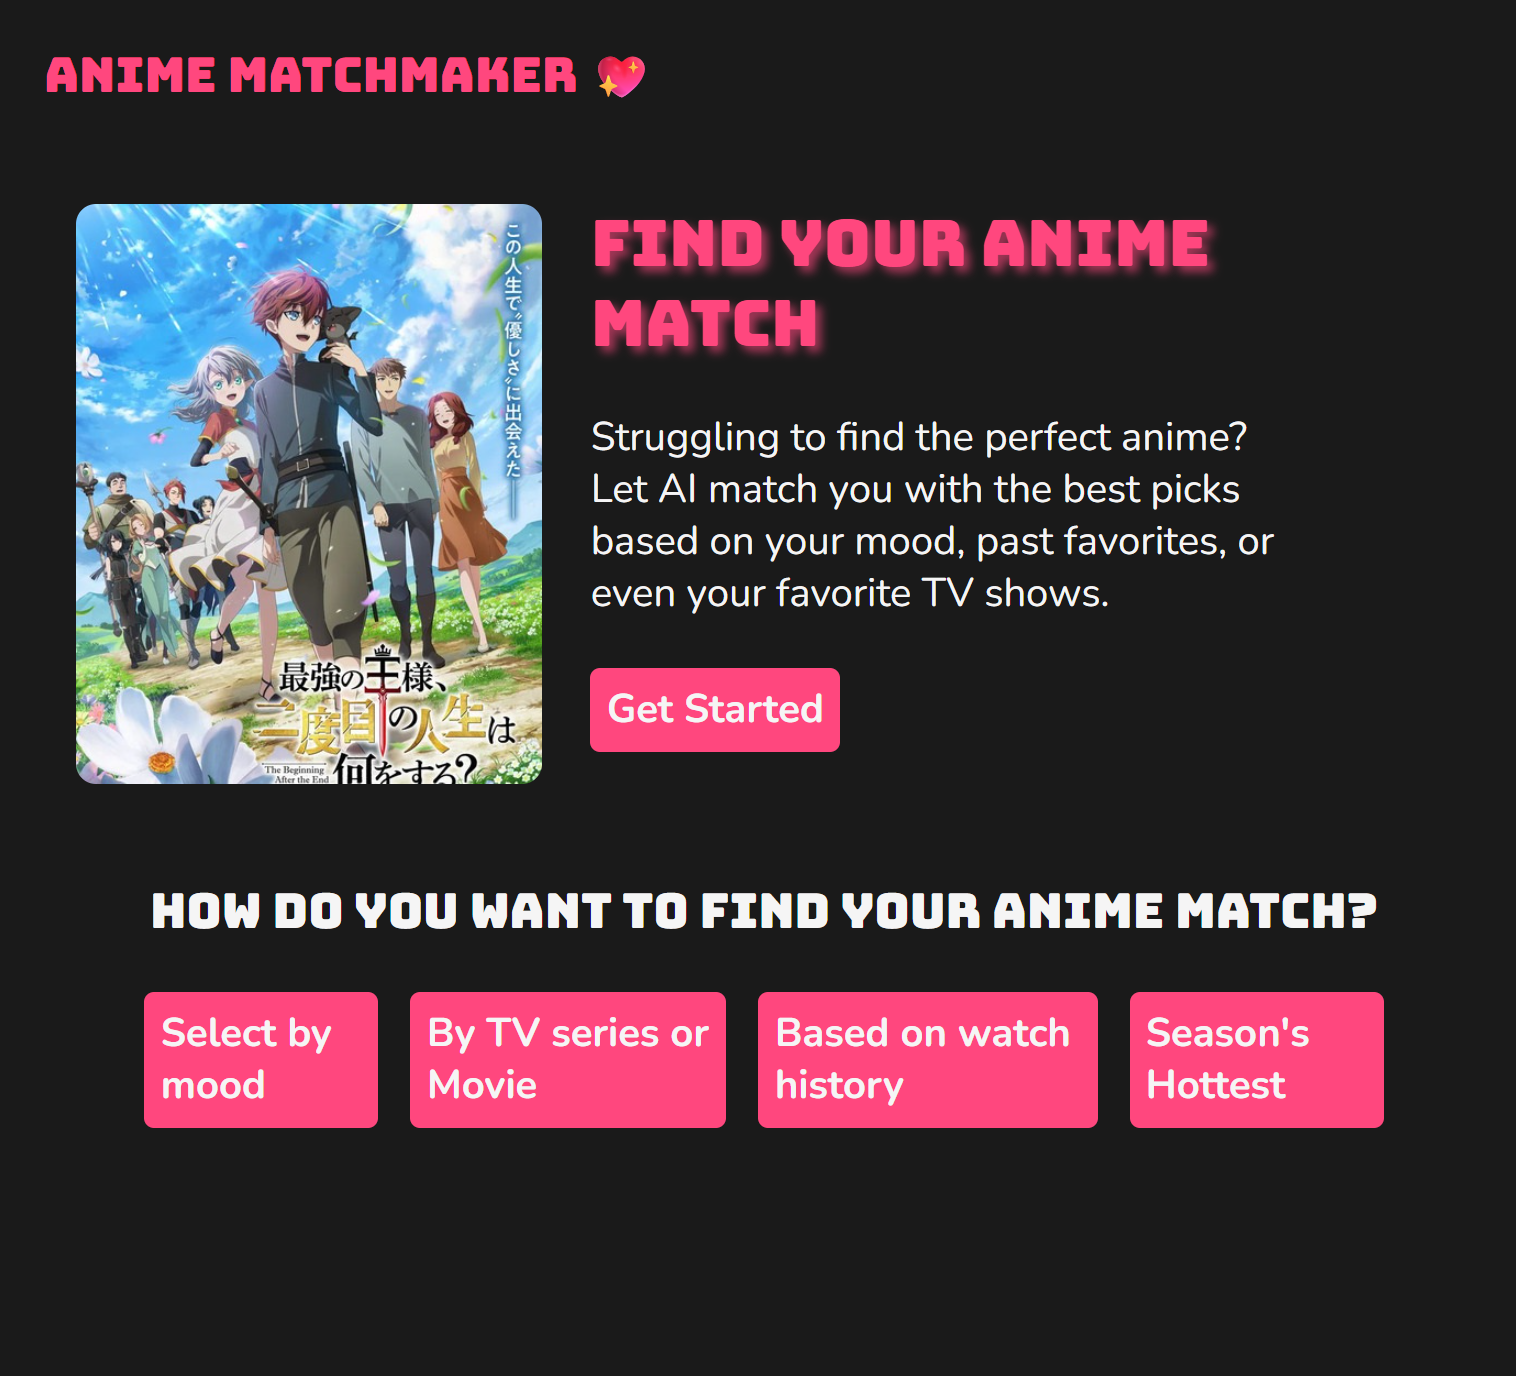 ANIME MATCHMAKER 💖
FIND YOUR ANIME
MATCH
この人生で〝優しさ〟に出会えた──
最強の王様、
二度目の人生は
何をする?
The Beginning
After the End
Struggling to find the perfect anime?
Let AI match you with the best picks
based on your mood, past favorites, or
even your favorite TV shows.
Get Started
HOW DO YOU WANT TO FIND YOUR ANIME MATCH?
Select by
mood
By TV series or
Movie
Based on watch
history
Season's
Hottest